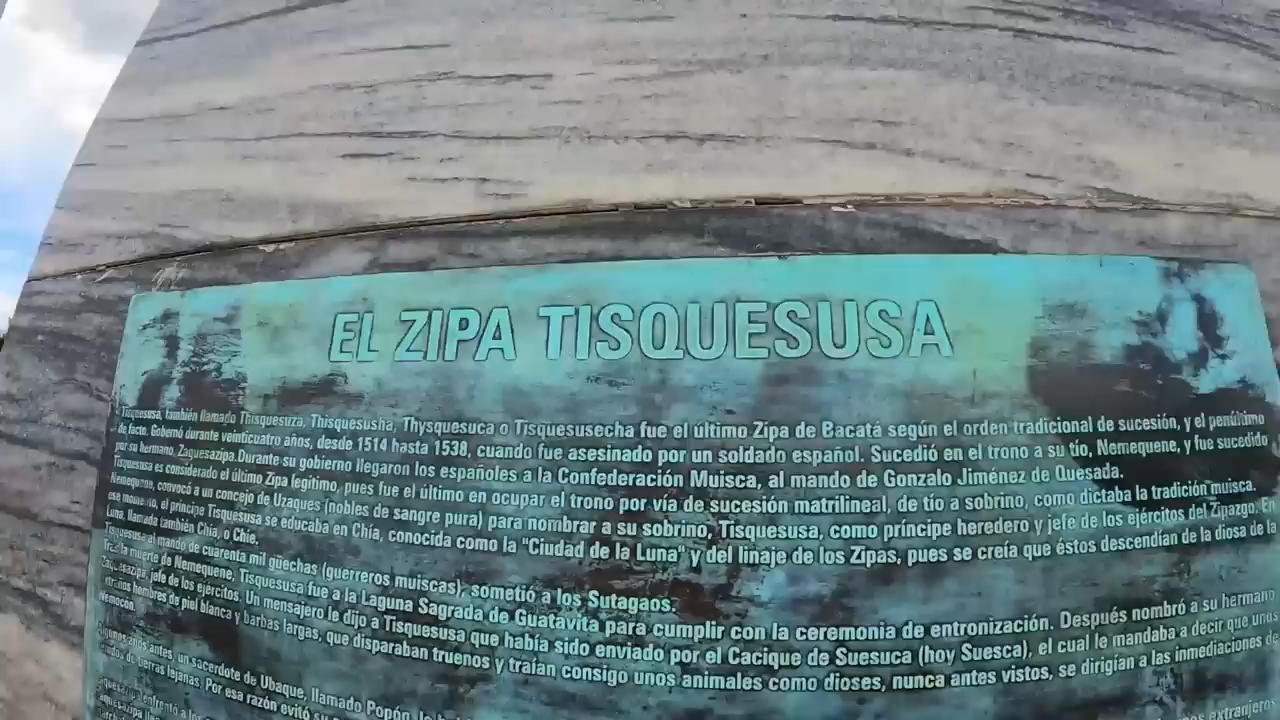 EL ZIPA TISQUESUSA
Tisquesusa, también llamado Thisquesuza, Thisquesusha, Thysquesuca o Tisquesusecha fue el último Zipa de Bacatá según el orden tradicional de sucesión, y el penúltimo
de facto. Gobernó durante veinticuatro años, desde 1514 hasta 1538, cuando fue asesinado por un soldado español. Sucedió en el trono a su tío, Nemequene, y fue sucedido
por su hermano, Zaquesazipa.Durante su gobierno llegaron los españoles a la Confederación Muisca, al mando de Gonzalo Jiménez de Quesada.
Tisquesusa es considerado el último Zipa legítimo, pues fue el último en ocupar el trono por vía de sucesión matrilineal, de tío a sobrino, como dictaba la tradición muisca.
Nemequene, convocó a un concejo de Uzaques (nobles de sangre pura) para nombrar a su sobrino, Tisquesusa, como príncipe heredero y jefe de los ejércitos del Zipazgo. En
ese momento, el príncipe Tisquesusa se educaba en Chía, conocida como la "Ciudad de la Luna" y del linaje de los Zipas, pues se creía que éstos descendían de la diosa de la
Luna, llamada también Chía, o Chie.
Tisquesusa al mando de cuarenta mil güechas (guerreros muiscas), sometió a los Sutagaos.
Tras la muerte de Nemequene, Tisquesusa fue a la Laguna Sagrada de Guatavita para cumplir con la ceremonia de entronización. Después nombró a su hermano
Zaquesazipa, jefe de los ejércitos. Un mensajero le dijo a Tisquesusa que había sido enviado por el Cacique de Suesuca (hoy Suesca), el cual le mandaba a decir que unos
extraños hombres de piel blanca y barbas largas, que disparaban truenos y traían consigo unos animales como dioses, nunca antes vistos, se dirigían a las inmediaciones de
Nemocón.
Algunos años antes, un sacerdote de Ubaque, llamado Popón, le
de tierras lejanas. Por esa razón evitó su
extranjeros
enfrentó a los